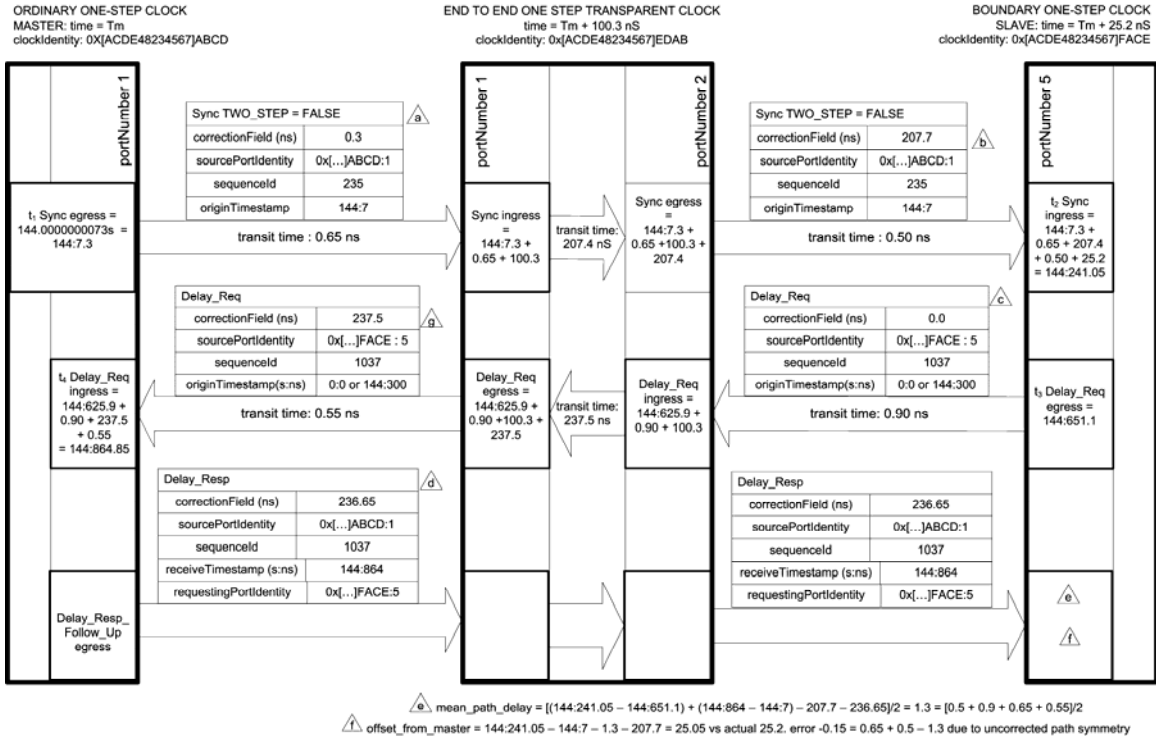 ORDINARY ONE-STEP CLOCK
MASTER: time = Tm
clockIdentity: 0X[ACDE48234567]ABCD
END TO END ONE STEP TRANSPARENT CLOCK
time = Tm + 100.3 nS
clockIdentity: 0x[ACDE48234567]EDAB
BOUNDARY ONE-STEP CLOCK
SLAVE: time = Tm + 25.2 nS
clockIdentity: 0x[ACDE48234567]FACE
portNumber 1
portNumber 1
portNumber 2
portNumber 5
Sync TWO_STEP = FALSE
a
correctionField (ns) 0.3
sourcePortIdentity 0x[...]ABCD:1
sequenceId 235
originTimestamp 144:7
transit time : 0.65 ns
Sync TWO_STEP = FALSE
b
correctionField (ns) 207.7
sourcePortIdentity 0x[...]ABCD:1
sequenceId 235
originTimestamp 144:7
transit time : 0.50 ns
t₁ Sync egress =
144.0000000073s =
144:7.3
Sync ingress
=
144:7.3 +
0.65 + 100.3
transit time:
207.4 nS
Sync egress
=
144:7.3 +
0.65 +100.3 +
207.4
t₂ Sync
ingress =
144:7.3 +
0.65 + 207.4
+ 0.50 + 25.2
= 144:241.05
Delay_Req
g
correctionField (ns) 237.5
sourcePortIdentity 0x[...]FACE : 5
sequenceId 1037
originTimestamp(s:ns) 0:0 or 144:300
transit time: 0.55 ns
Delay_Req
c
correctionField (ns) 0.0
sourcePortIdentity 0x[...]FACE : 5
sequenceId 1037
originTimestamp(s:ns) 0:0 or 144:300
transit time: 0.90 ns
t₄ Delay_Req
ingress =
144:625.9 +
0.90 + 237.5
+ 0.55
= 144:864.85
Delay_Req
egress =
144:625.9 +
0.90 +100.3 +
237.5
transit time:
237.5 ns
Delay_Req
ingress =
144:625.9 +
0.90 + 100.3
t₃ Delay_Req
egress =
144:651.1
Delay_Resp
d
correctionField (ns) 236.65
sourcePortIdentity 0x[...]ABCD:1
sequenceId 1037
receiveTimestamp (s:ns) 144:864
requestingPortIdentity 0x[...]FACE:5
Delay_Resp
correctionField (ns) 236.65
sourcePortIdentity 0x[...]ABCD:1
sequenceId 1037
receiveTimestamp (s:ns) 144:864
requestingPortIdentity 0x[...]FACE:5
Delay_Resp_
Follow_Up
egress
e
f
e mean_path_delay = [(144:241.05 – 144:651.1) + (144:864 – 144:7) – 207.7 – 236.65]/2 = 1.3 = [0.5 + 0.9 + 0.65 + 0.55]/2
f offset_from_master = 144:241.05 – 144:7 – 1.3 – 207.7 = 25.05 vs actual 25.2. error -0.15 = 0.65 + 0.5 – 1.3 due to uncorrected path symmetry